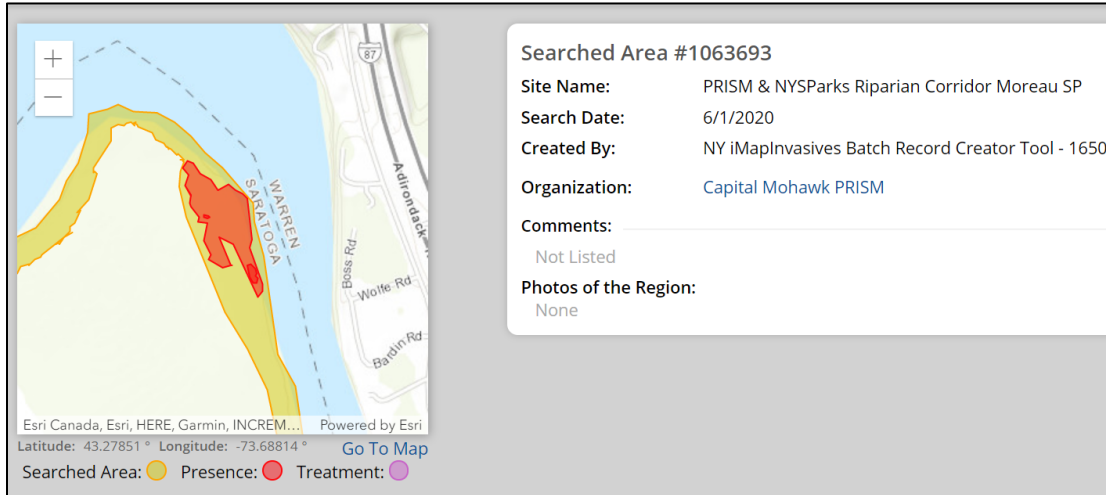 +
−
87
WARREN
SARATOGA
Adirondack
Boss Rd
Wolfe Rd
Bardin Rd
Esri Canada, Esri, HERE, Garmin, INCREM... Powered by Esri
Latitude: 43.27851 ° Longitude: -73.68814 ° Go To Map
Searched Area: Presence: Treatment:
Searched Area #1063693
Site Name: PRISM & NYSParks Riparian Corridor Moreau SP
Search Date: 6/1/2020
Created By: NY iMapInvasives Batch Record Creator Tool - 1650
Organization: Capital Mohawk PRISM
Comments:
Not Listed
Photos of the Region:
None